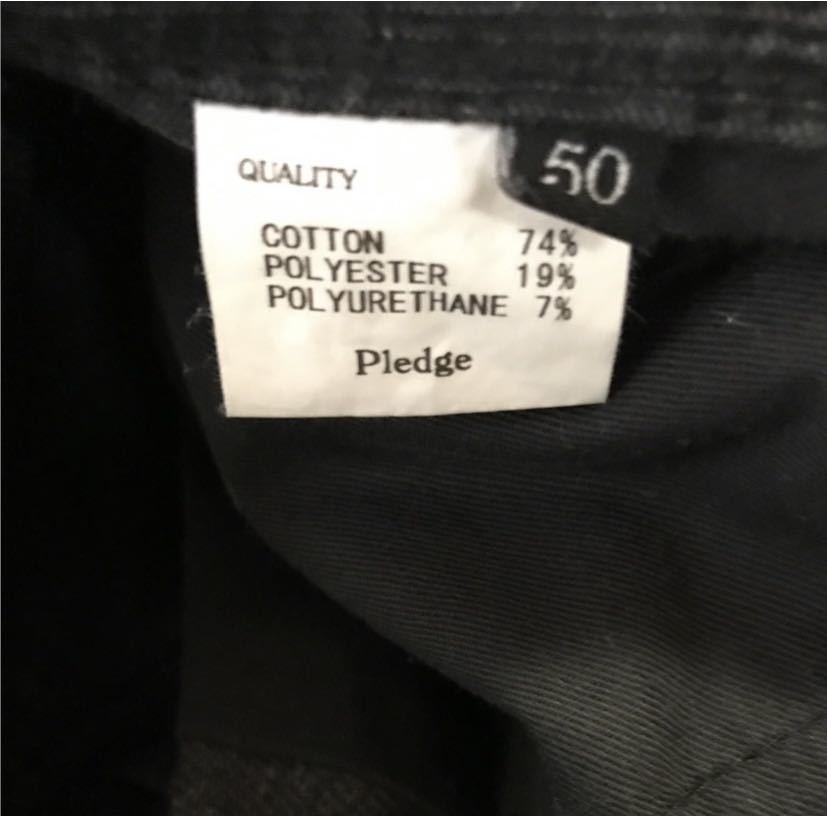 50
QUALITY
COTTON 74%
POLYESTER 19%
POLYURETHANE 7%
Pledge